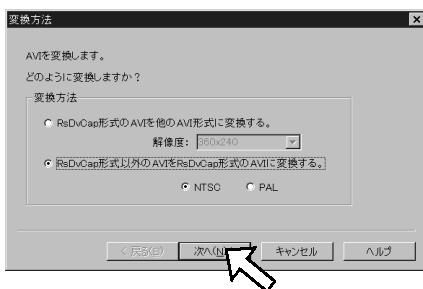 変換方法
AVIを変換します。
どのように変換しますか？
変換方法
RsDvCap形式のAVIを他のAVI形式に変換する。
解像度: 360x240
RsDvCap形式以外のAVIをRsDvCap形式のAVIに変換する。
NTSC PAL
< 戻る(B) 次へ(N) キャンセル ヘルプ